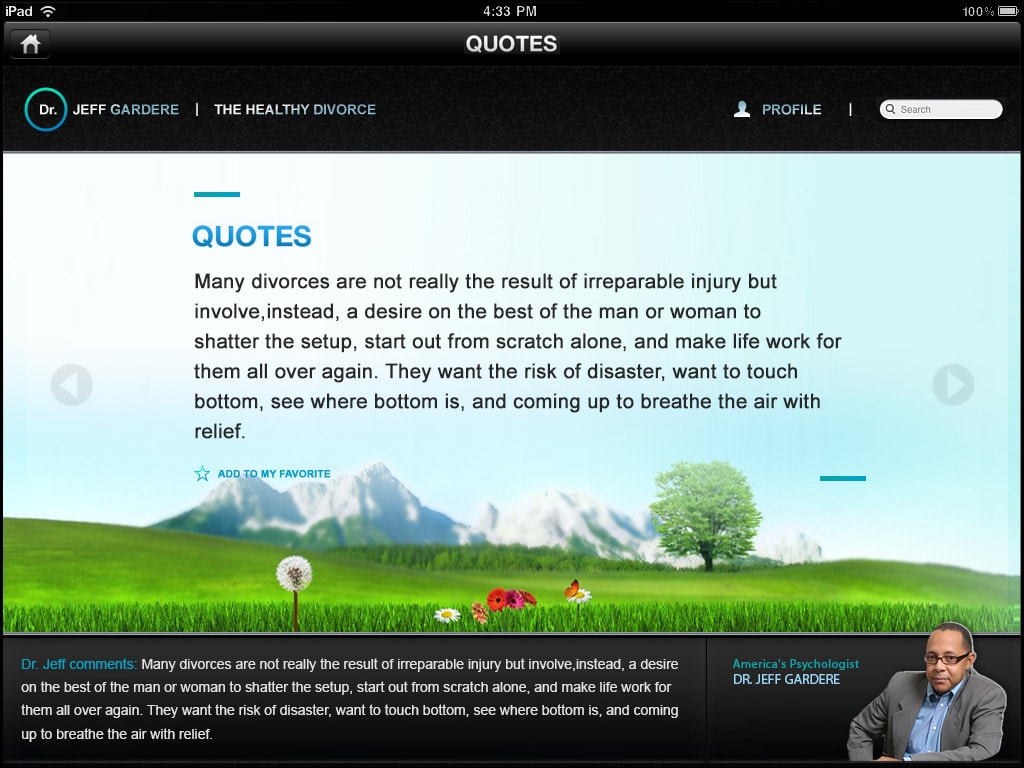 iPad 4:33 PM 100%
QUOTES
Dr. JEFF GARDERE | THE HEALTHY DIVORCE PROFILE | Search
QUOTES
Many divorces are not really the result of irreparable injury but
involve,instead, a desire on the best of the man or woman to
shatter the setup, start out from scratch alone, and make life work for
them all over again. They want the risk of disaster, want to touch
bottom, see where bottom is, and coming up to breathe the air with
relief.
ADD TO MY FAVORITE
Dr. Jeff comments: Many divorces are not really the result of irreparable injury but involve,instead, a desire
on the best of the man or woman to shatter the setup, start out from scratch alone, and make life work for
them all over again. They want the risk of disaster, want to touch bottom, see where bottom is, and coming
up to breathe the air with relief.
America's Psychologist
DR. JEFF GARDERE